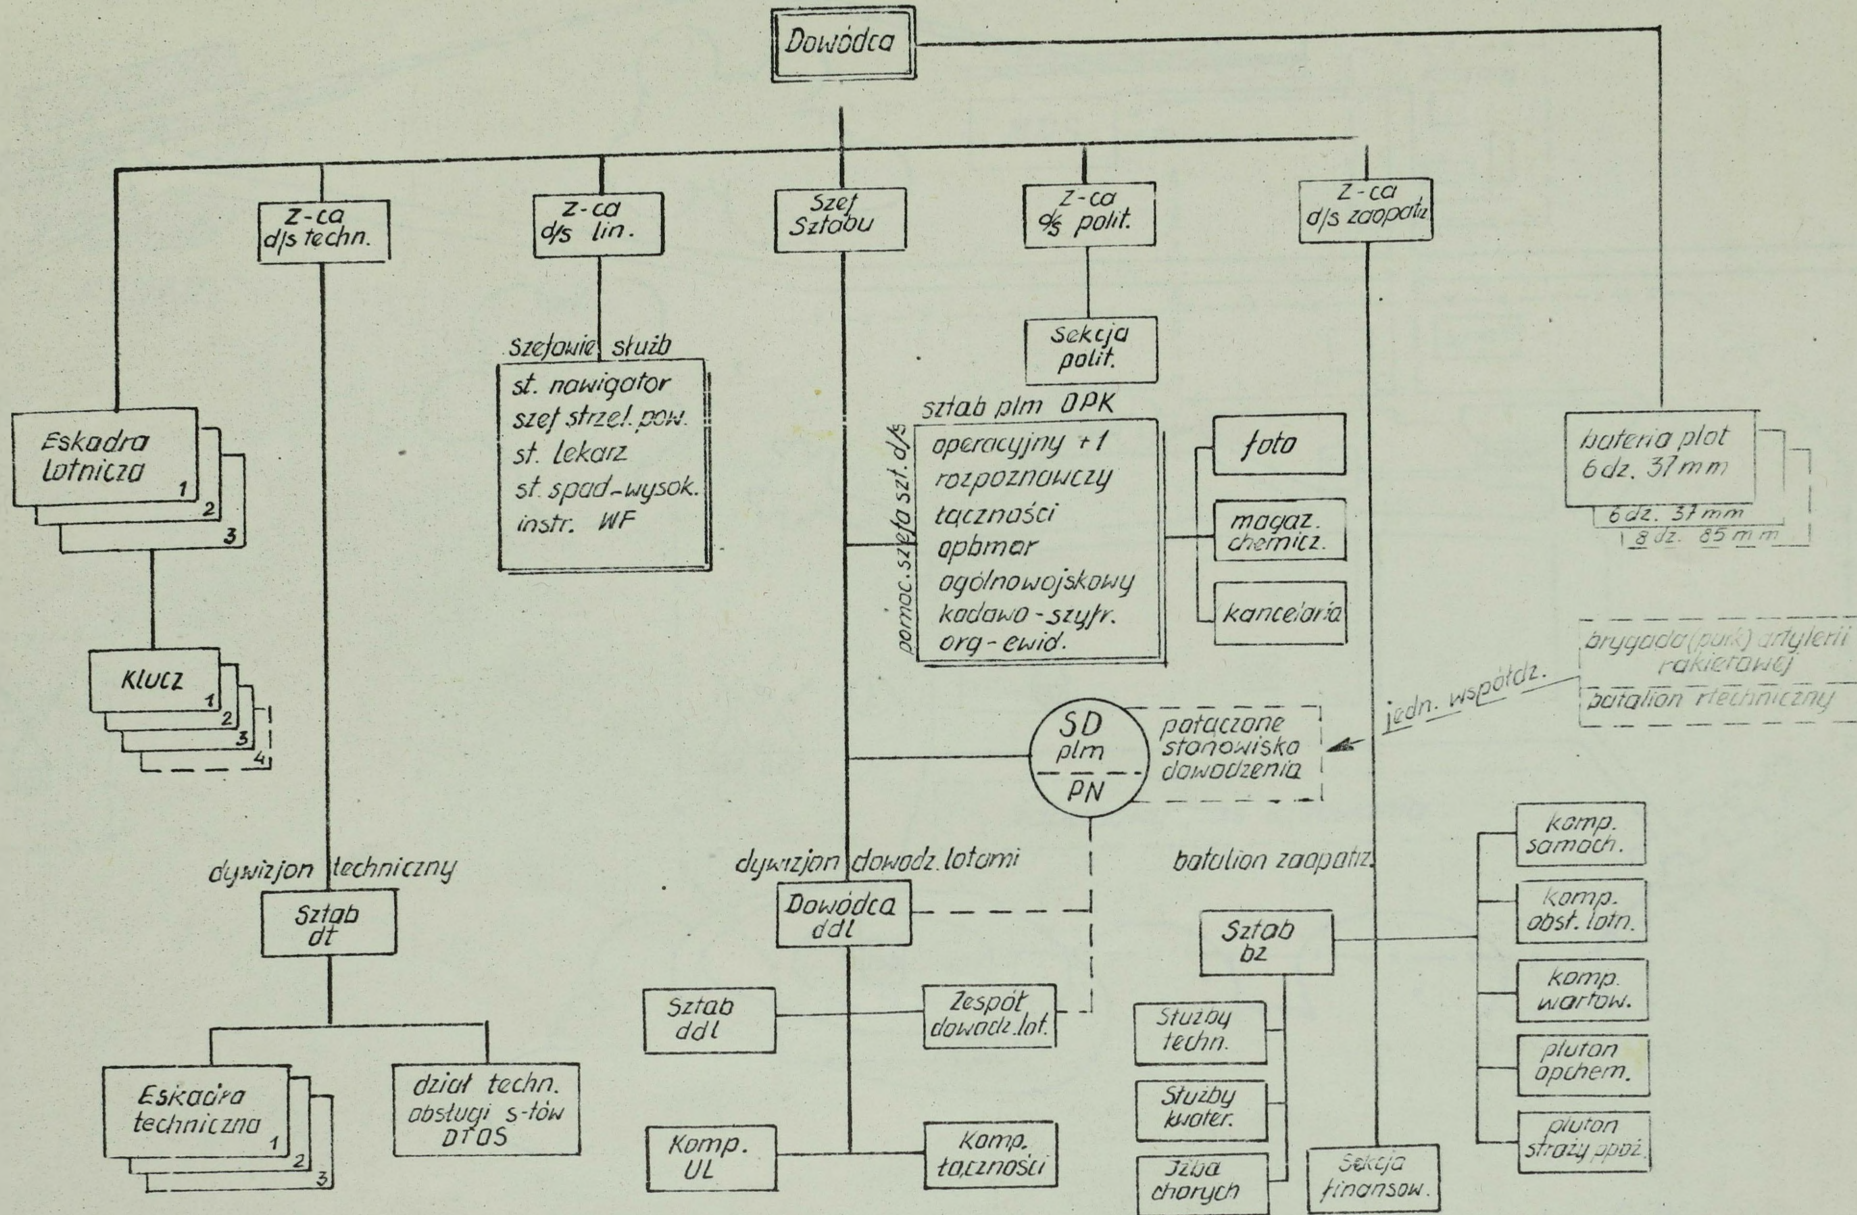 Dowódca
Z-ca
d/s techn.
Z-ca
d/s lin.
Szef
Sztabu
Z-ca
d/s polit.
Z-ca
d/s zaopatrz.
Szefowie służb
st. nawigator
szef strzel. pow.
st. lekarz
st. spad-wysok.
instr. WF
Sekcja
polit.
sztab plm OPK
pomoc. szefa szt. d/s
operacyjny +1
rozpoznawczy
łączności
opbmar
ogólnowojskowy
kodowo-szyfr.
org-ewid.
foto
magaz.
chemicz.
kancelaria
Eskadra
lotnicza
1
2
3
Klucz
1
2
3
4
bateria plot
6 dz. 37 mm
6 dz. 37 mm
8 dz. 85 mm
brygada (pułk) artylerii
rakietowej
batalion rtechniczny
jedn. współdz.
SD
plm
PN
połączone
stanowiska
dowodzenia
dywizjon techniczny
Sztab
dt
Eskadra
techniczna
1
2
3
dział techn.
obsługi s-tów
DTOS
dywizjon dowodz. lotami
Dowódca
ddl
Sztab
ddl
Zespół
dowodz. lot.
Komp.
UL
Komp.
łączności
batalion zaopatrz.
Sztab
bz
Służby
techn.
Służby
kwater.
Izba
chorych
Sekcja
finansow.
komp.
samoch.
komp.
obsł. lotn.
komp.
wartow.
pluton
opchem.
pluton
straży ppoż.